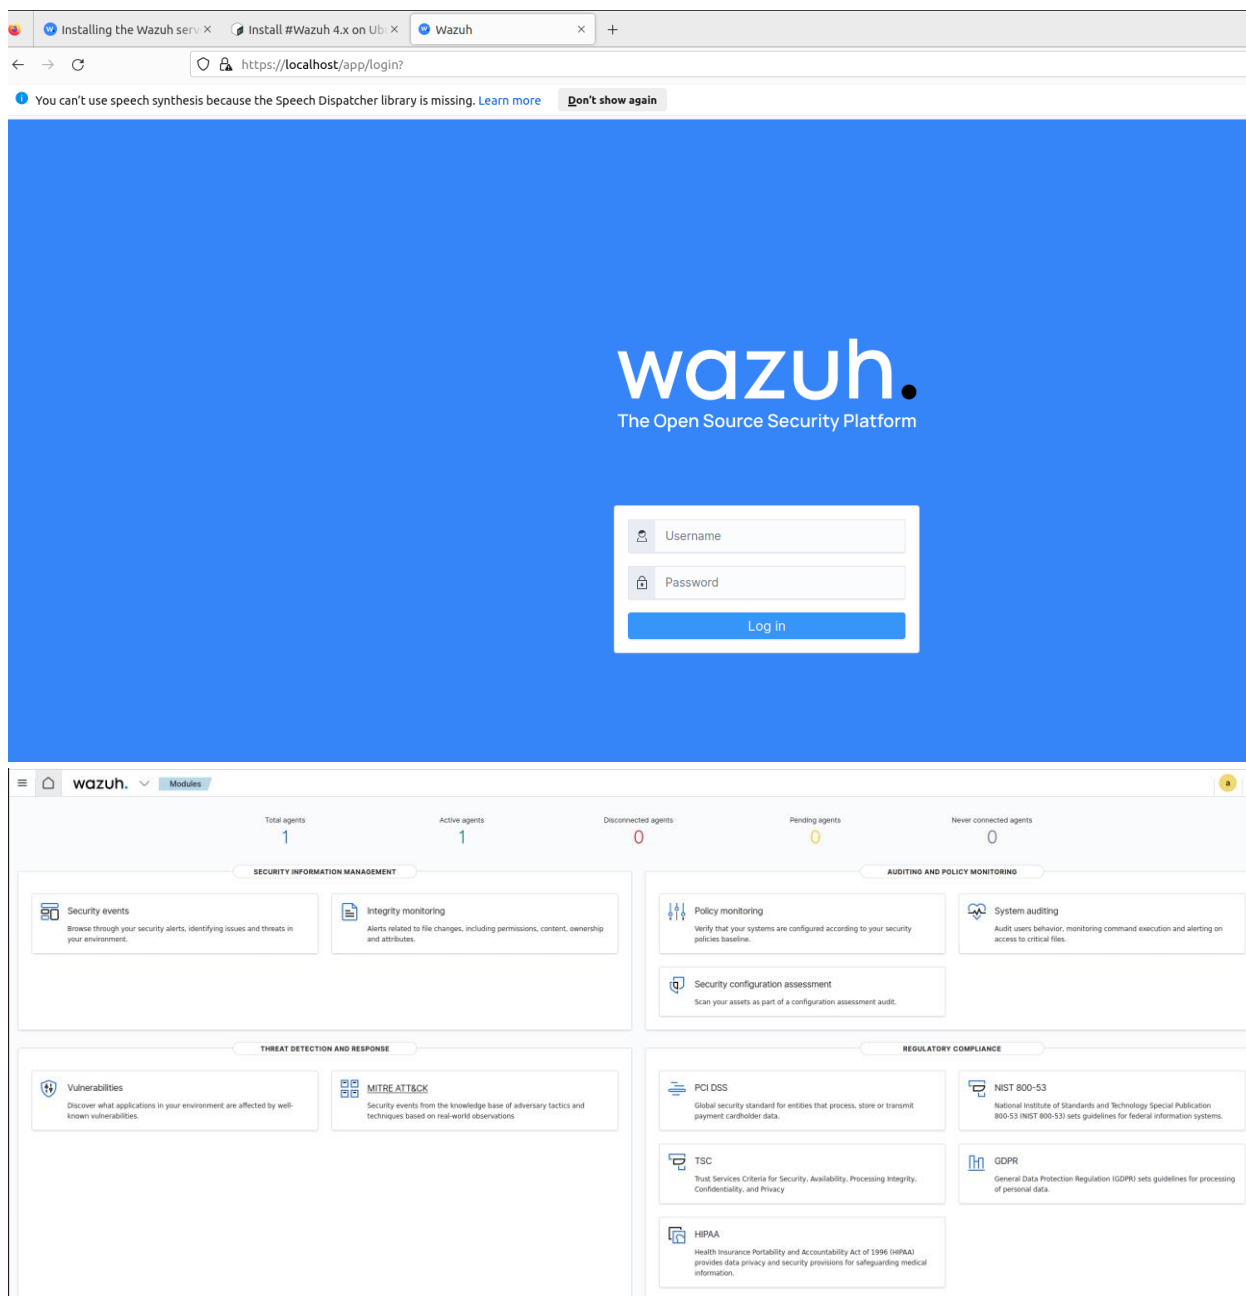 Installing the Wazuh serv
Install #Wazuh 4.x on Ub
Wazuh
https://localhost/app/login?
You can't use speech synthesis because the Speech Dispatcher library is missing. Learn more
Don't show again
wazuh.
The Open Source Security Platform
Username
Password
Log in
wazuh.
Modules
a
Total agents
1
Active agents
1
Disconnected agents
0
Pending agents
0
Never connected agents
0
SECURITY INFORMATION MANAGEMENT
Security events
Browse through your security alerts, identifying issues and threats in
your environment.
Integrity monitoring
Alerts related to file changes, including permissions, content, ownership
and attributes.
AUDITING AND POLICY MONITORING
Policy monitoring
Verify that your systems are configured according to your security
policies baseline.
System auditing
Audit users behavior, monitoring command execution and alerting on
access to critical files.
Security configuration assessment
Scan your assets as part of a configuration assessment audit.
THREAT DETECTION AND RESPONSE
Vulnerabilities
Discover what applications in your environment are affected by well-
known vulnerabilities.
MITRE ATT&CK
Security events from the knowledge base of adversary tactics and
techniques based on real-world observations
REGULATORY COMPLIANCE
PCI DSS
Global security standard for entities that process, store or transmit
payment cardholder data.
NIST 800-53
National Institute of Standards and Technology Special Publication
800-53 (NIST 800-53) sets guidelines for federal information systems.
TSC
Trust Services Criteria for Security, Availability, Processing Integrity,
Confidentiality, and Privacy
GDPR
General Data Protection Regulation (GDPR) sets guidelines for processing
of personal data.
HIPAA
Health Insurance Portability and Accountability Act of 1996 (HIPAA)
provides data privacy and security provisions for safeguarding medical
information.